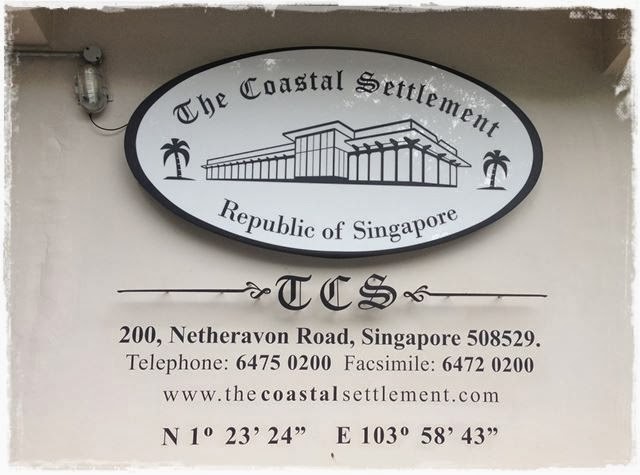 The Coastal Settlement
Republic of Singapore
TCS
200, Netheravon Road, Singapore 508529.
Telephone: 6475 0200 Facsimile: 6472 0200
www.thecoastalsettlement.com
N 1º 23’ 24” E 103º 58’ 43”